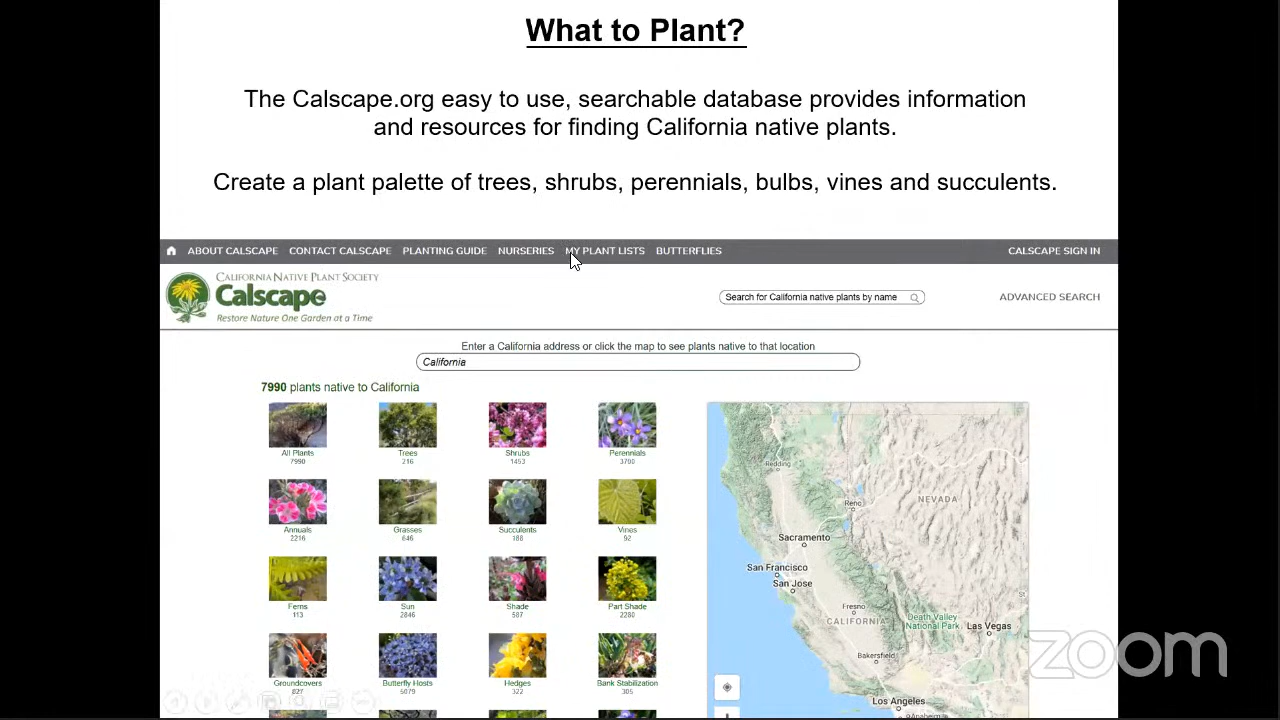 What to Plant?
The Calscape.org easy to use, searchable database provides information
and resources for finding California native plants.
Create a plant palette of trees, shrubs, perennials, bulbs, vines and succulents.
ABOUT CALSCAPE CONTACT CALSCAPE PLANTING GUIDE NURSERIES MY PLANT LISTS BUTTERFLIES CALSCAPE SIGN IN
CALIFORNIA NATIVE PLANT SOCIETY
Calscape
Restore Nature One Garden at a Time
Search for California native plants by name
ADVANCED SEARCH
Enter a California address or click the map to see plants native to that location
California
7990 plants native to California
All Plants Trees Shrubs Perennials
7990 216 1453 3700
Annuals Grasses Succulents Vines
2216 646 188 92
Ferns Sun Shade Part Shade
113 2846 587 2280
Groundcovers Butterfly Hosts Hedges Bank Stabilization
827 5079 322 305
Redding
Reno
NEVADA
Sacramento
San Francisco
San Jose
Fresno
CALIFORNIA
Death Valley
National Park
Las Vegas
St
Bakersfield
Los Angeles
Anaheim
zoom